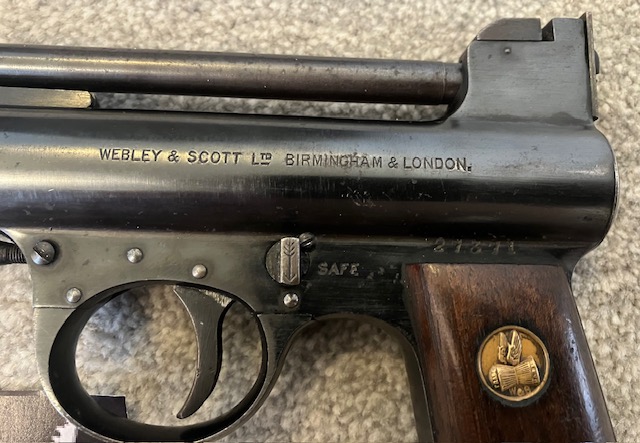 WEBLEY & SCOTT LTD BIRMINGHAM & LONDON.
SAFE